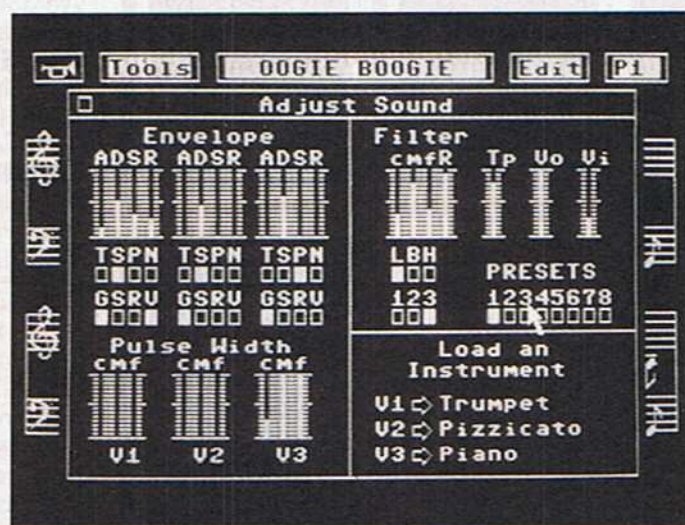 Tools OOGIE BOOGIE Edit Pi
Adjust Sound
Envelope
ADSR ADSR ADSR
TSPN TSPN TSPN
GSRV GSRV GSRV
Pulse Width
cmf cmf cmf
V1 V2 V3
Filter
cmfR Tp Vo Vi
LBH
PRESETS
123 12345678
Load an
Instrument
V1 ⇨ Trumpet
V2 ⇨ Pizzicato
V3 ⇨ Piano